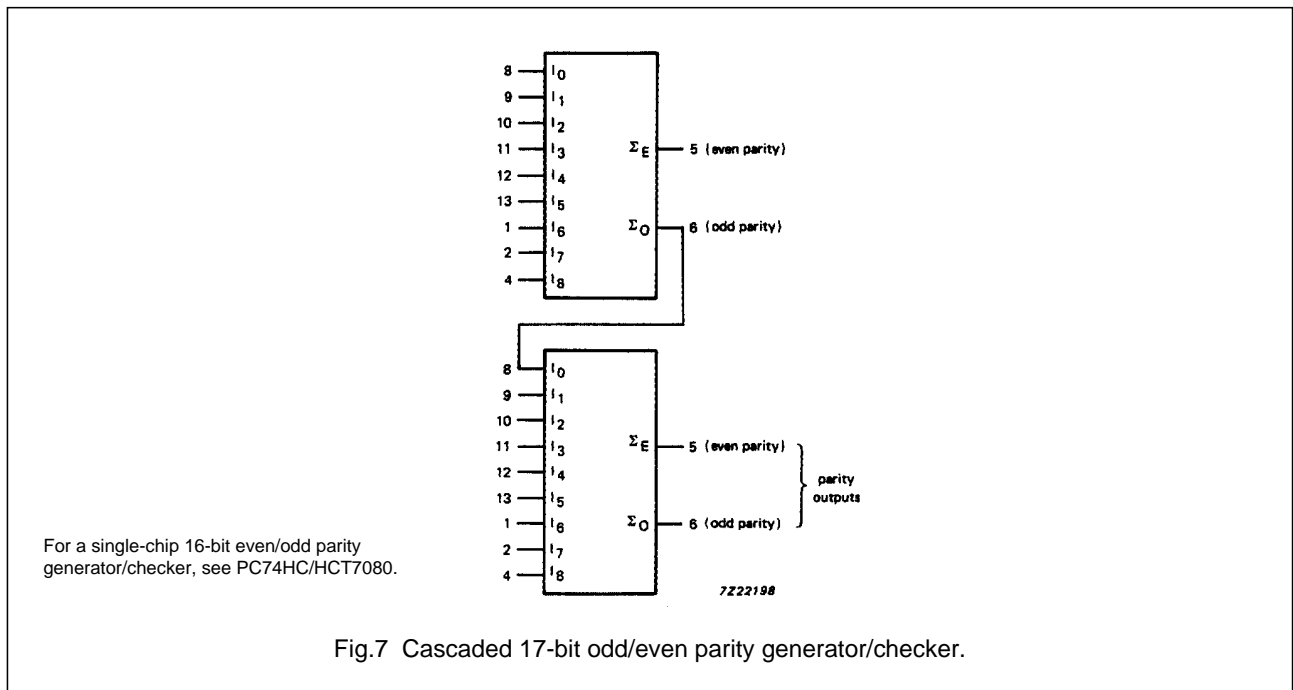 8 I0
9 I1
10 I2
11 I3
12 I4
13 I5
1 I6
2 I7
4 I8
ΣE 5 (even parity)
ΣO 6 (odd parity)
8 I0
9 I1
10 I2
11 I3
12 I4
13 I5
1 I6
2 I7
4 I8
ΣE 5 (even parity)
ΣO 6 (odd parity)
parity
outputs
For a single-chip 16-bit even/odd parity
generator/checker, see PC74HC/HCT7080.
7Z22198
Fig.7 Cascaded 17-bit odd/even parity generator/checker.